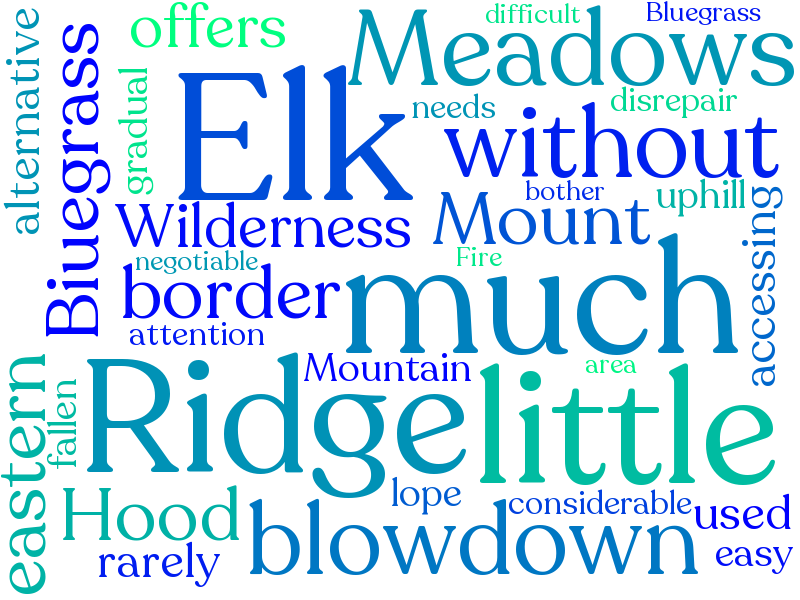 alternative
Biuegrass
offers
difficult
Bluegrass
Meadows
gradual
Elk
needs
disrepair
without
bother
uphill
Wilderness
Mount
accessing
negotiable
Fire
border
much
attention
eastern
fallen
Ridge
Mountain
area
little
Hood
lope
considerable
used
rarely
blowdown
easy